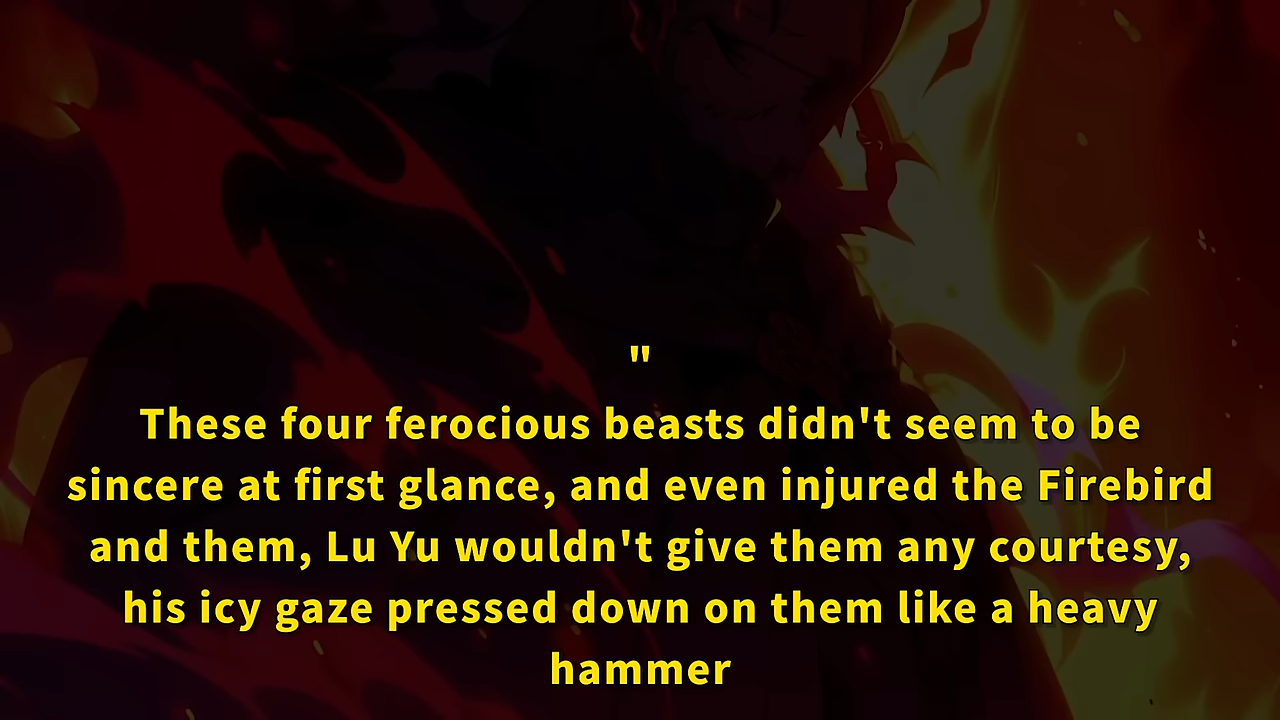 "
These four ferocious beasts didn't seem to be
sincere at first glance, and even injured the Firebird
and them, Lu Yu wouldn't give them any courtesy,
his icy gaze pressed down on them like a heavy
hammer